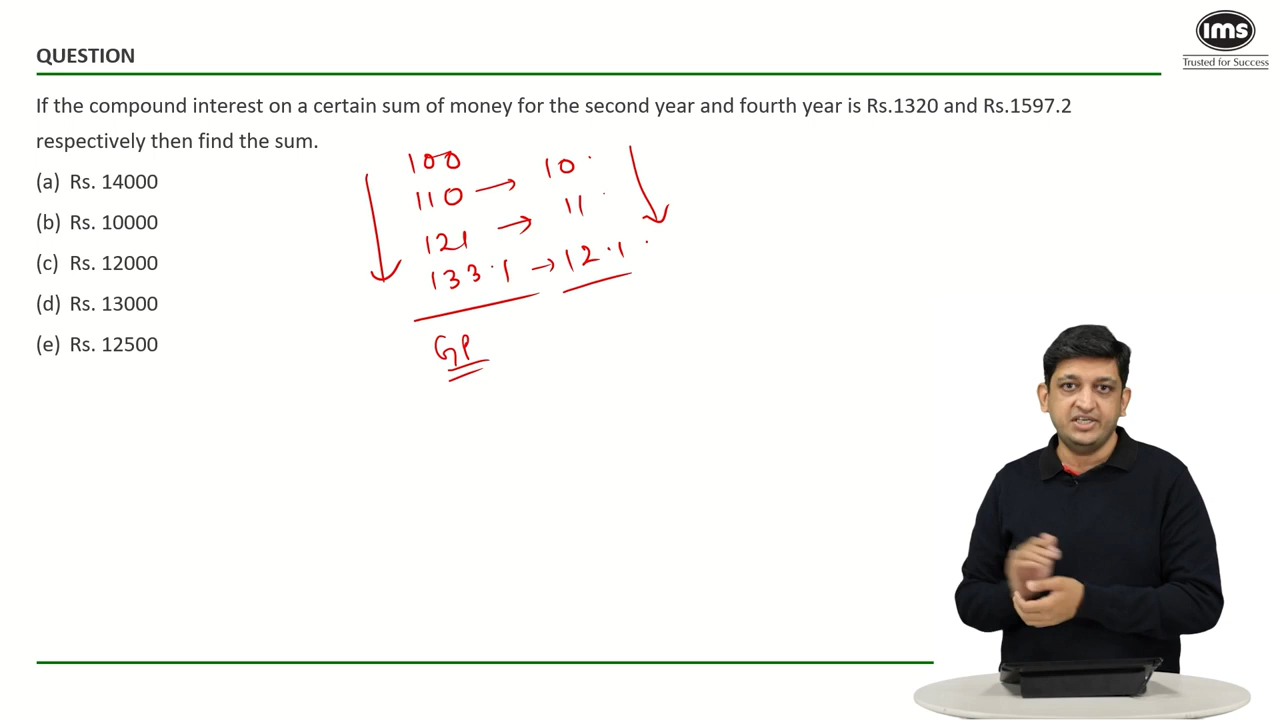 QUESTION
ims
Trusted for Success
If the compound interest on a certain sum of money for the second year and fourth year is Rs.1320 and Rs.1597.2
respectively then find the sum.
(a) Rs. 14000
(b) Rs. 10000
(c) Rs. 12000
(d) Rs. 13000
(e) Rs. 12500
100
110 → 10
121 → 11
133.1 → 12.1
GP